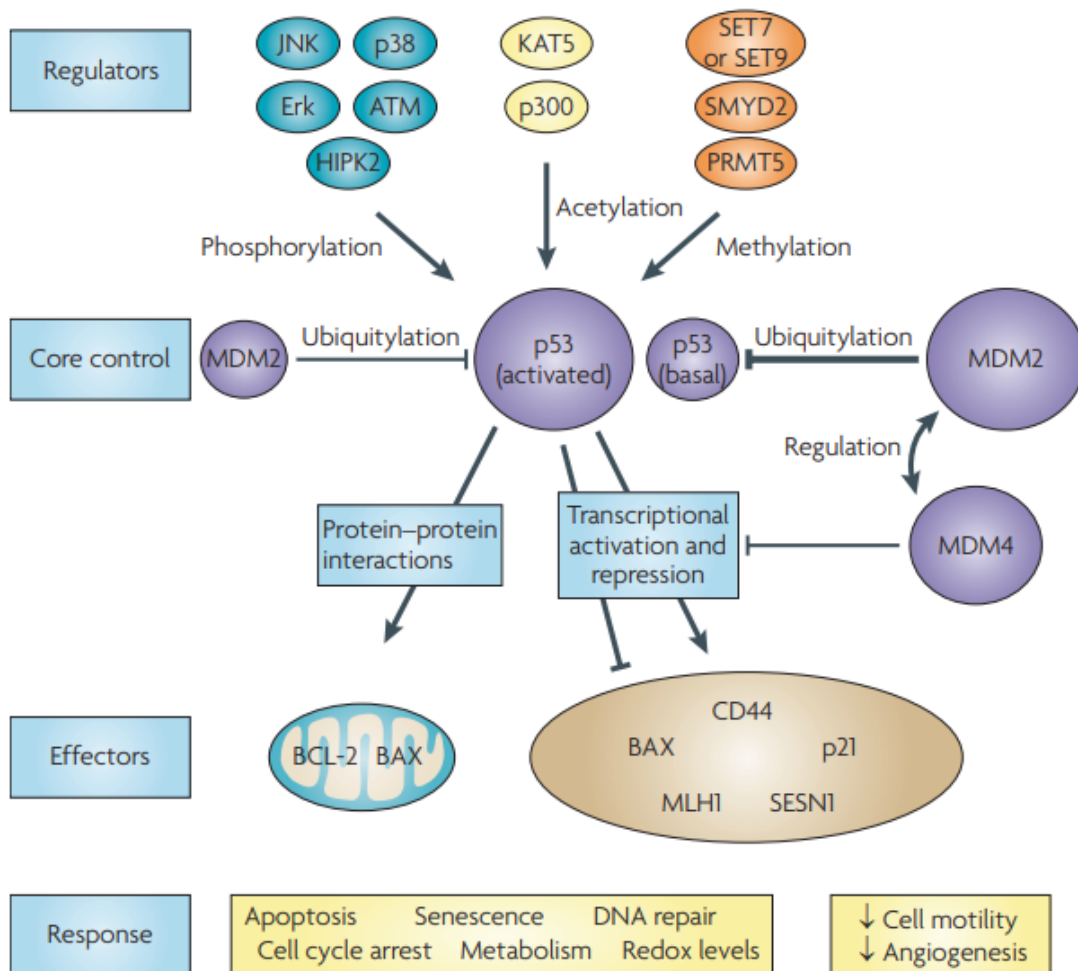 Regulators
JNK
p38
Erk
ATM
HIPK2
KAT5
p300
SET7
or SET9
SMYD2
PRMT5
Phosphorylation
Acetylation
Methylation
Core control
MDM2
Ubiquitylation
p53
(activated)
p53
(basal)
Ubiquitylation
MDM2
Regulation
MDM4
Protein–protein
interactions
Transcriptional
activation and
repression
Effectors
BCL-2 BAX
CD44
BAX
p21
MLH1
SESN1
Response
Apoptosis Senescence DNA repair
Cell cycle arrest Metabolism Redox levels
↓ Cell motility
↓ Angiogenesis